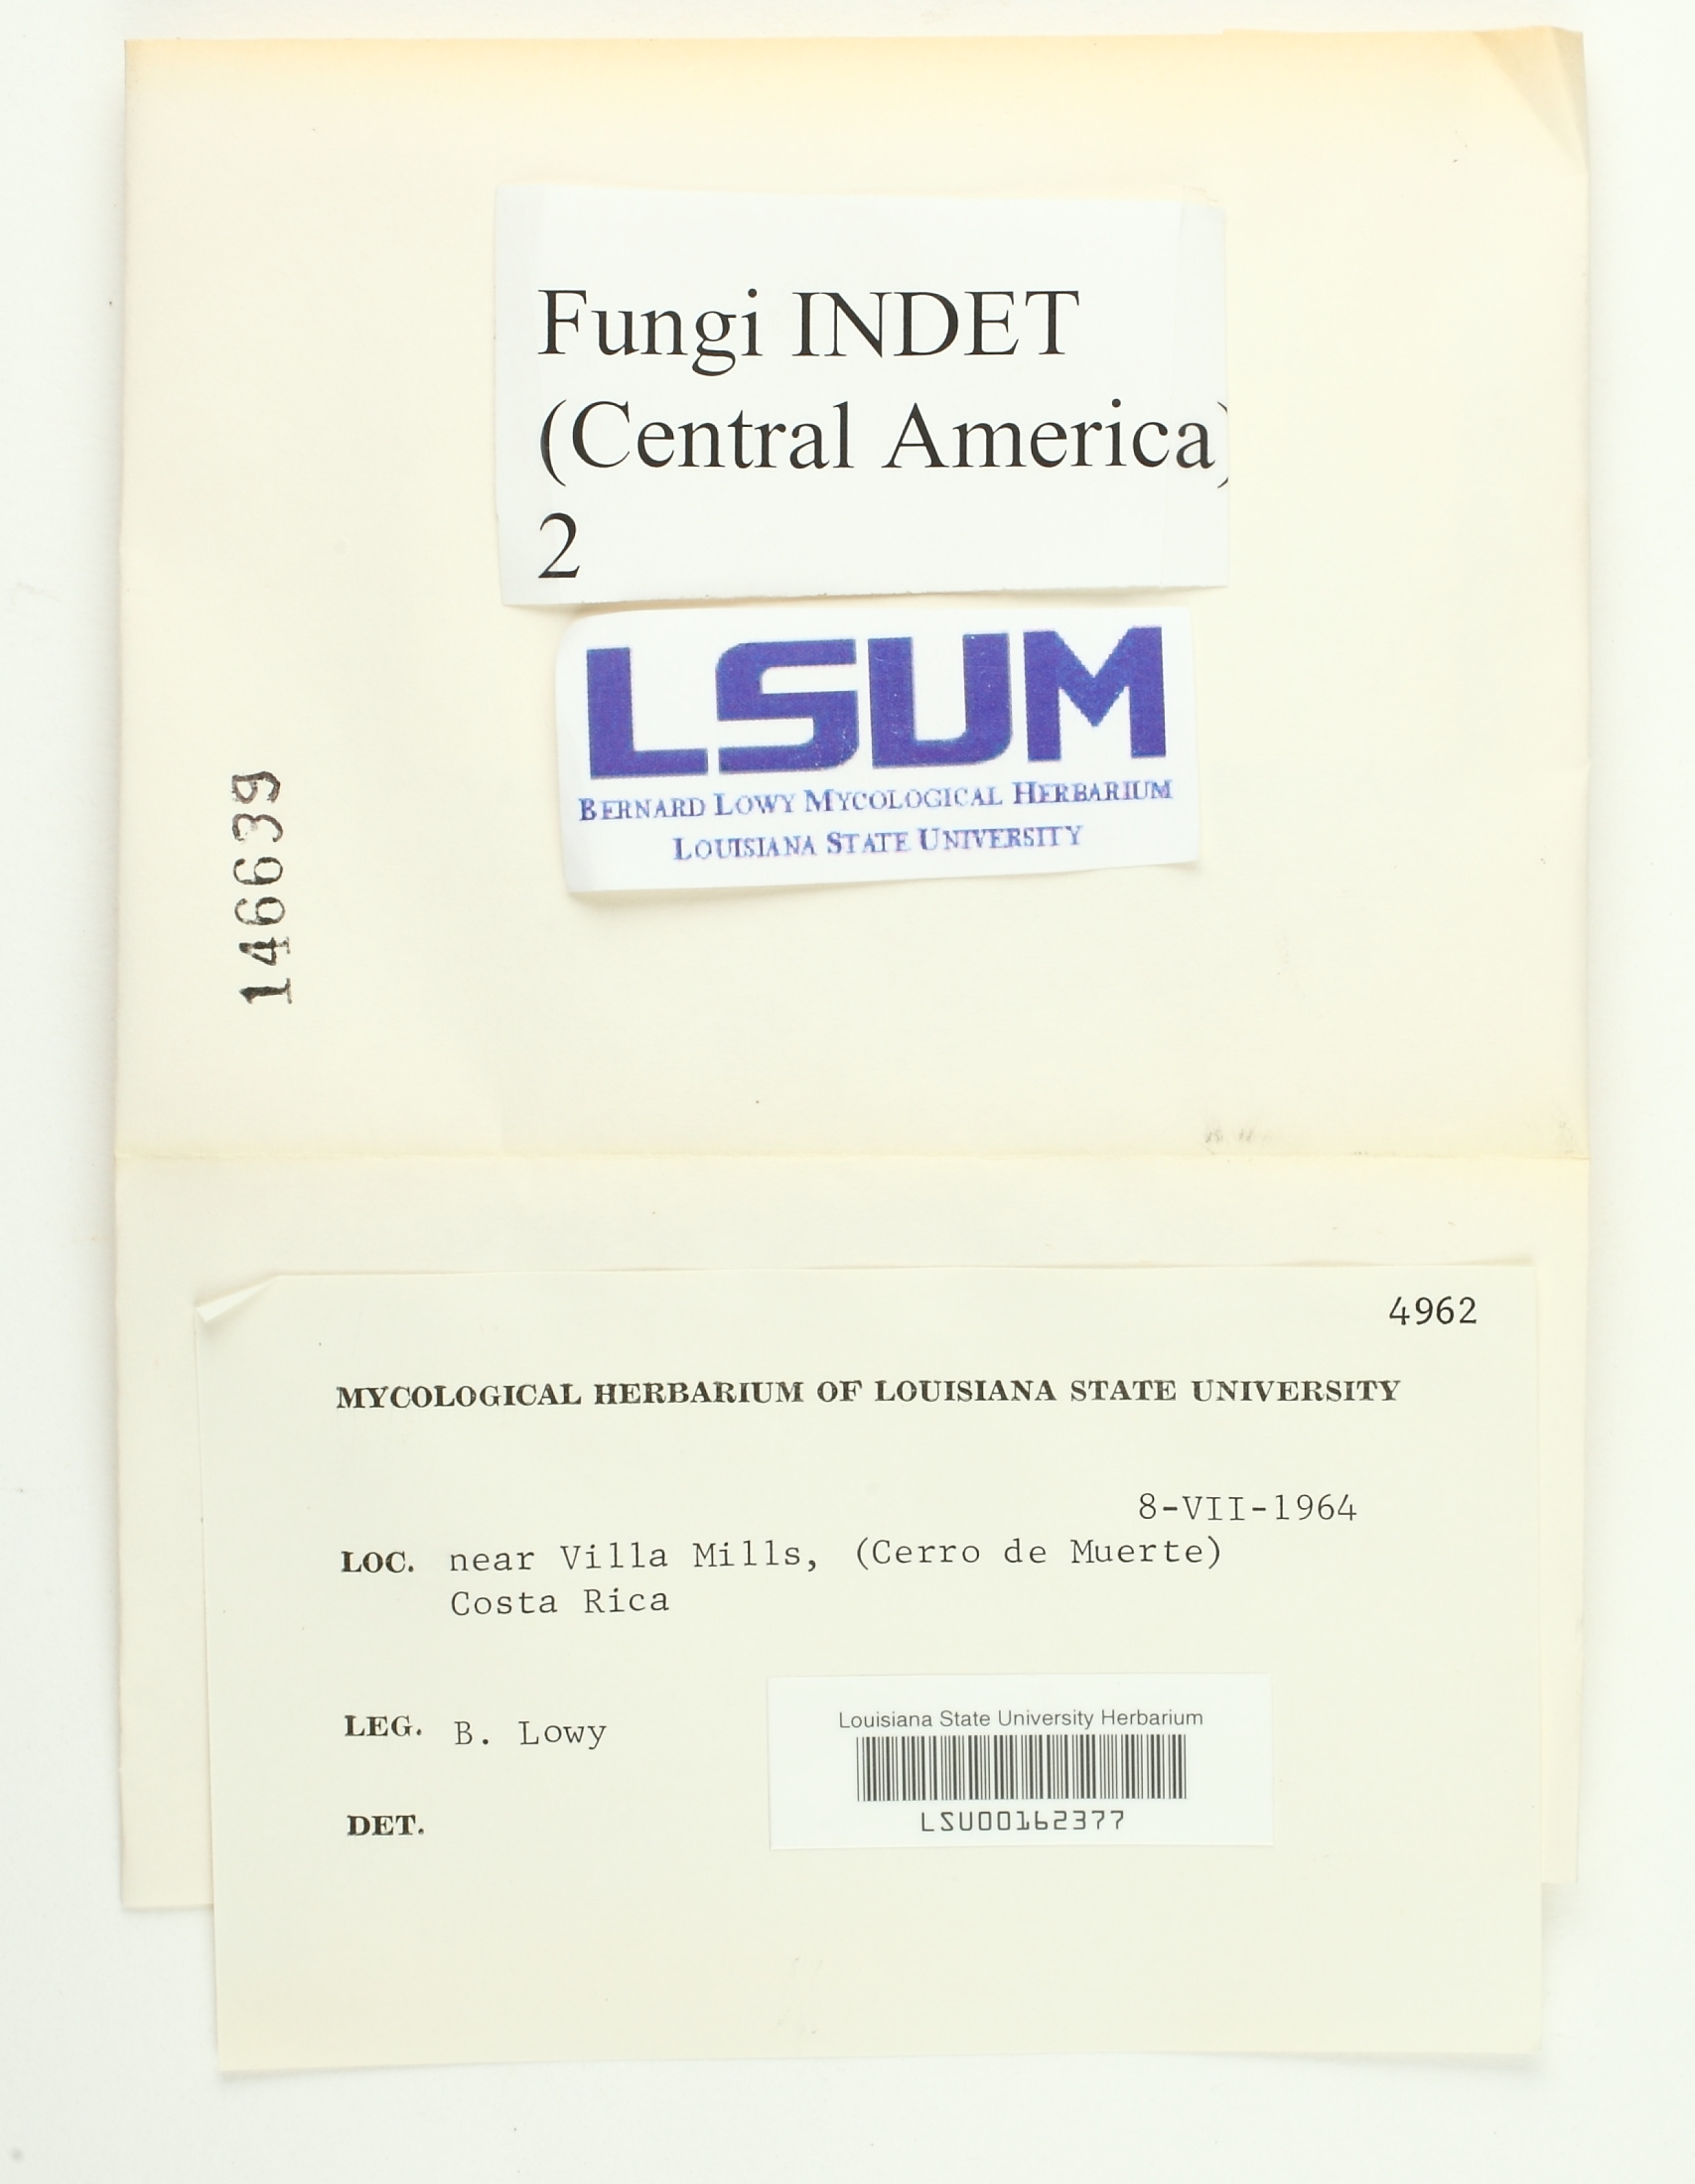 Fungi INDET
(Central America)
2
LSUM
BERNARD LOWY MYCOLOGICAL HERBARIUM
LOUISIANA STATE UNIVERSITY
146639
4962
MYCOLOGICAL HERBARIUM OF LOUISIANA STATE UNIVERSITY
8-VII-1964
LOC. near Villa Mills, (Cerro de Muerte)
Costa Rica
LEG. B. Lowy
Louisiana State University Herbarium
LSU00162377
DET.